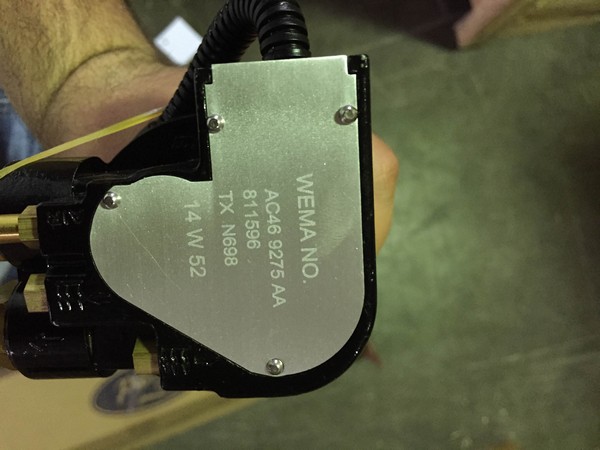 WEMA NO.
AC46 9275 AA
811596
TX N698
14 W 52